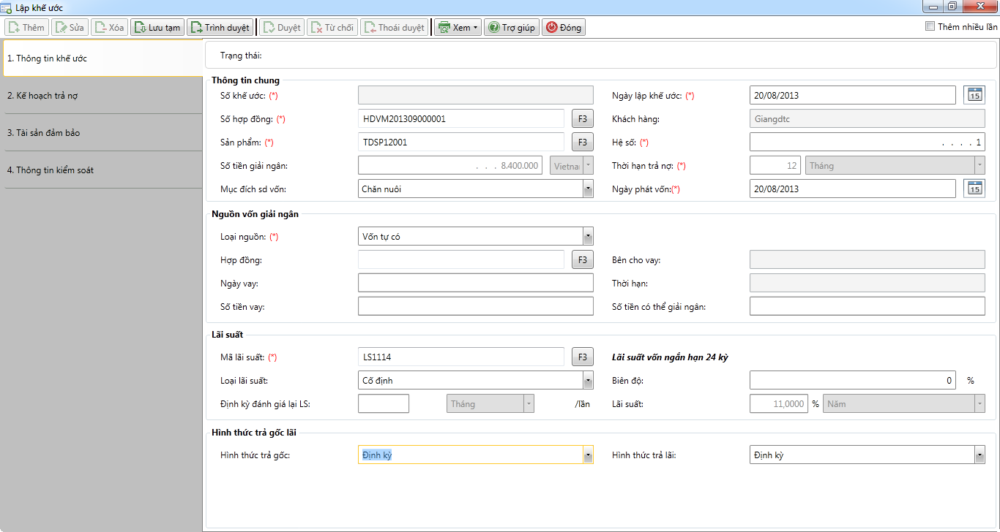 Lập khế ước
Thêm Sửa Xóa Lưu tạm Trình duyệt Duyệt Từ chối Thoái duyệt Xem Trợ giúp Đóng Thêm nhiều lần
1. Thông tin khế ước
2. Kế hoạch trả nợ
3. Tài sản đảm bảo
4. Thông tin kiểm soát
Trạng thái:
Thông tin chung
Số khế ước: (*) Ngày lập khế ước: (*) 20/08/2013 15
Số hợp đồng: (*) HDVM201309000001 F3 Khách hàng: Giangdtc
Sản phẩm: (*) TDSP12001 F3 Hệ số: (*) . . . . 1
Số tiền giải ngân: . . . 8.400.000 Vietna Thời hạn trả nợ: (*) 12 Tháng
Mục đích sd vốn: Chăn nuôi Ngày phát vốn:(*) 20/08/2013 15
Nguồn vốn giải ngân
Loại nguồn: (*) Vốn tự có
Hợp đồng: F3 Bên cho vay:
Ngày vay: Thời hạn:
Số tiền vay: Số tiền có thể giải ngân:
Lãi suất
Mã lãi suất: (*) LS1114 F3 Lãi suất vốn ngắn hạn 24 kỳ
Loại lãi suất: Cố định Biên độ: 0 %
Định kỳ đánh giá lại LS: Tháng /lần Lãi suất: 11,0000 % Năm
Hình thức trả gốc lãi
Hình thức trả gốc: Định kỳ Hình thức trả lãi: Định kỳ